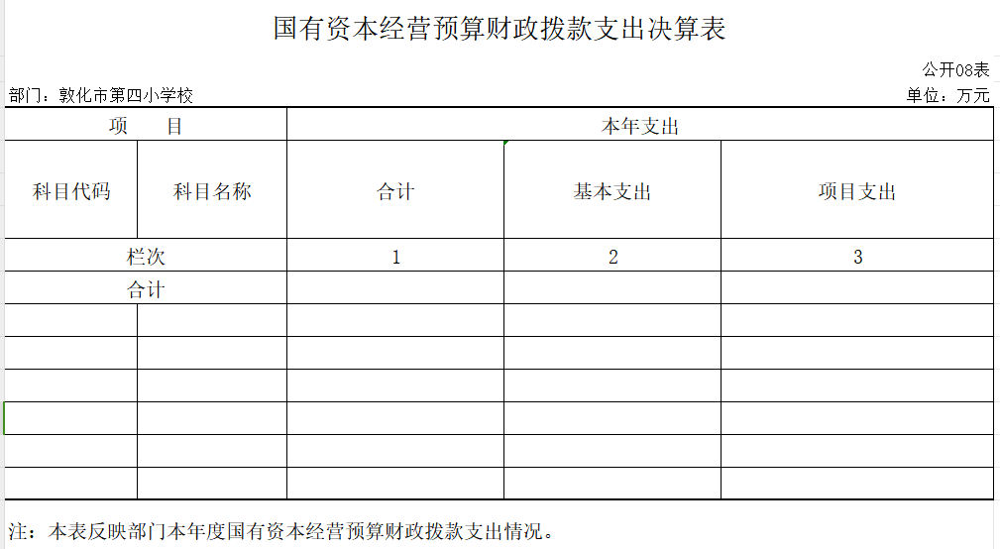 国有资本经营预算财政拨款支出决算表
公开08表
部门：敦化市第四小学校 单位：万元
项 目 本年支出
科目代码 科目名称 合计 基本支出 项目支出
栏次 1 2 3
合计
注：本表反映部门本年度国有资本经营预算财政拨款支出情况。